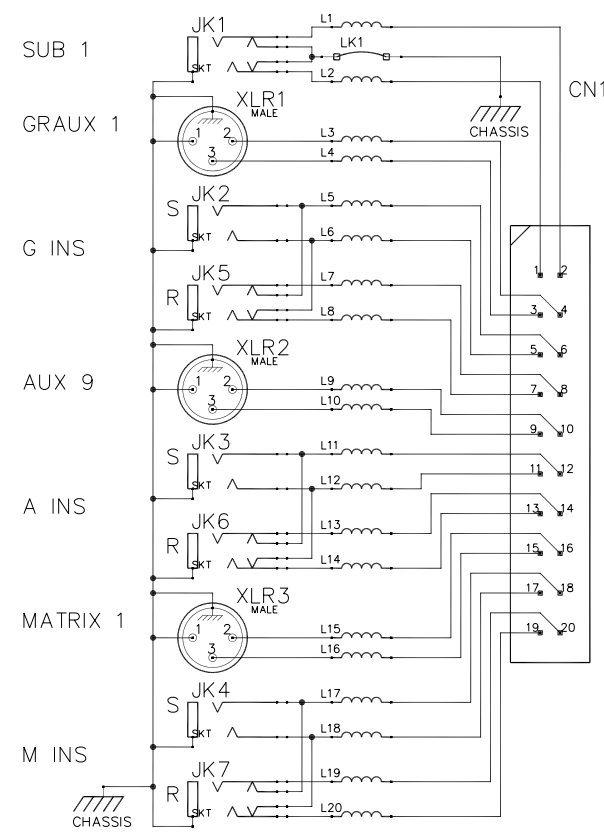 JK1
L1
SUB 1
LK1
SKT
L2
CN1
XLR1
MALE
GRAUX 1
CHASSIS
1
2
3
L3
L4
JK2
S
L5
SKT
L6
G INS
JK5
L7
1
2
R
SKT
L8
3
4
XLR2
MALE
5
6
AUX 9
1
2
3
L9
7
8
L10
9
10
JK3
S
L11
SKT
L12
11
12
A INS
JK6
L13
13
14
R
SKT
L14
15
16
XLR3
MALE
17
18
MATRIX 1
1
2
3
L15
19
20
L16
JK4
S
L17
SKT
L18
M INS
JK7
L19
R
SKT
L20
CHASSIS